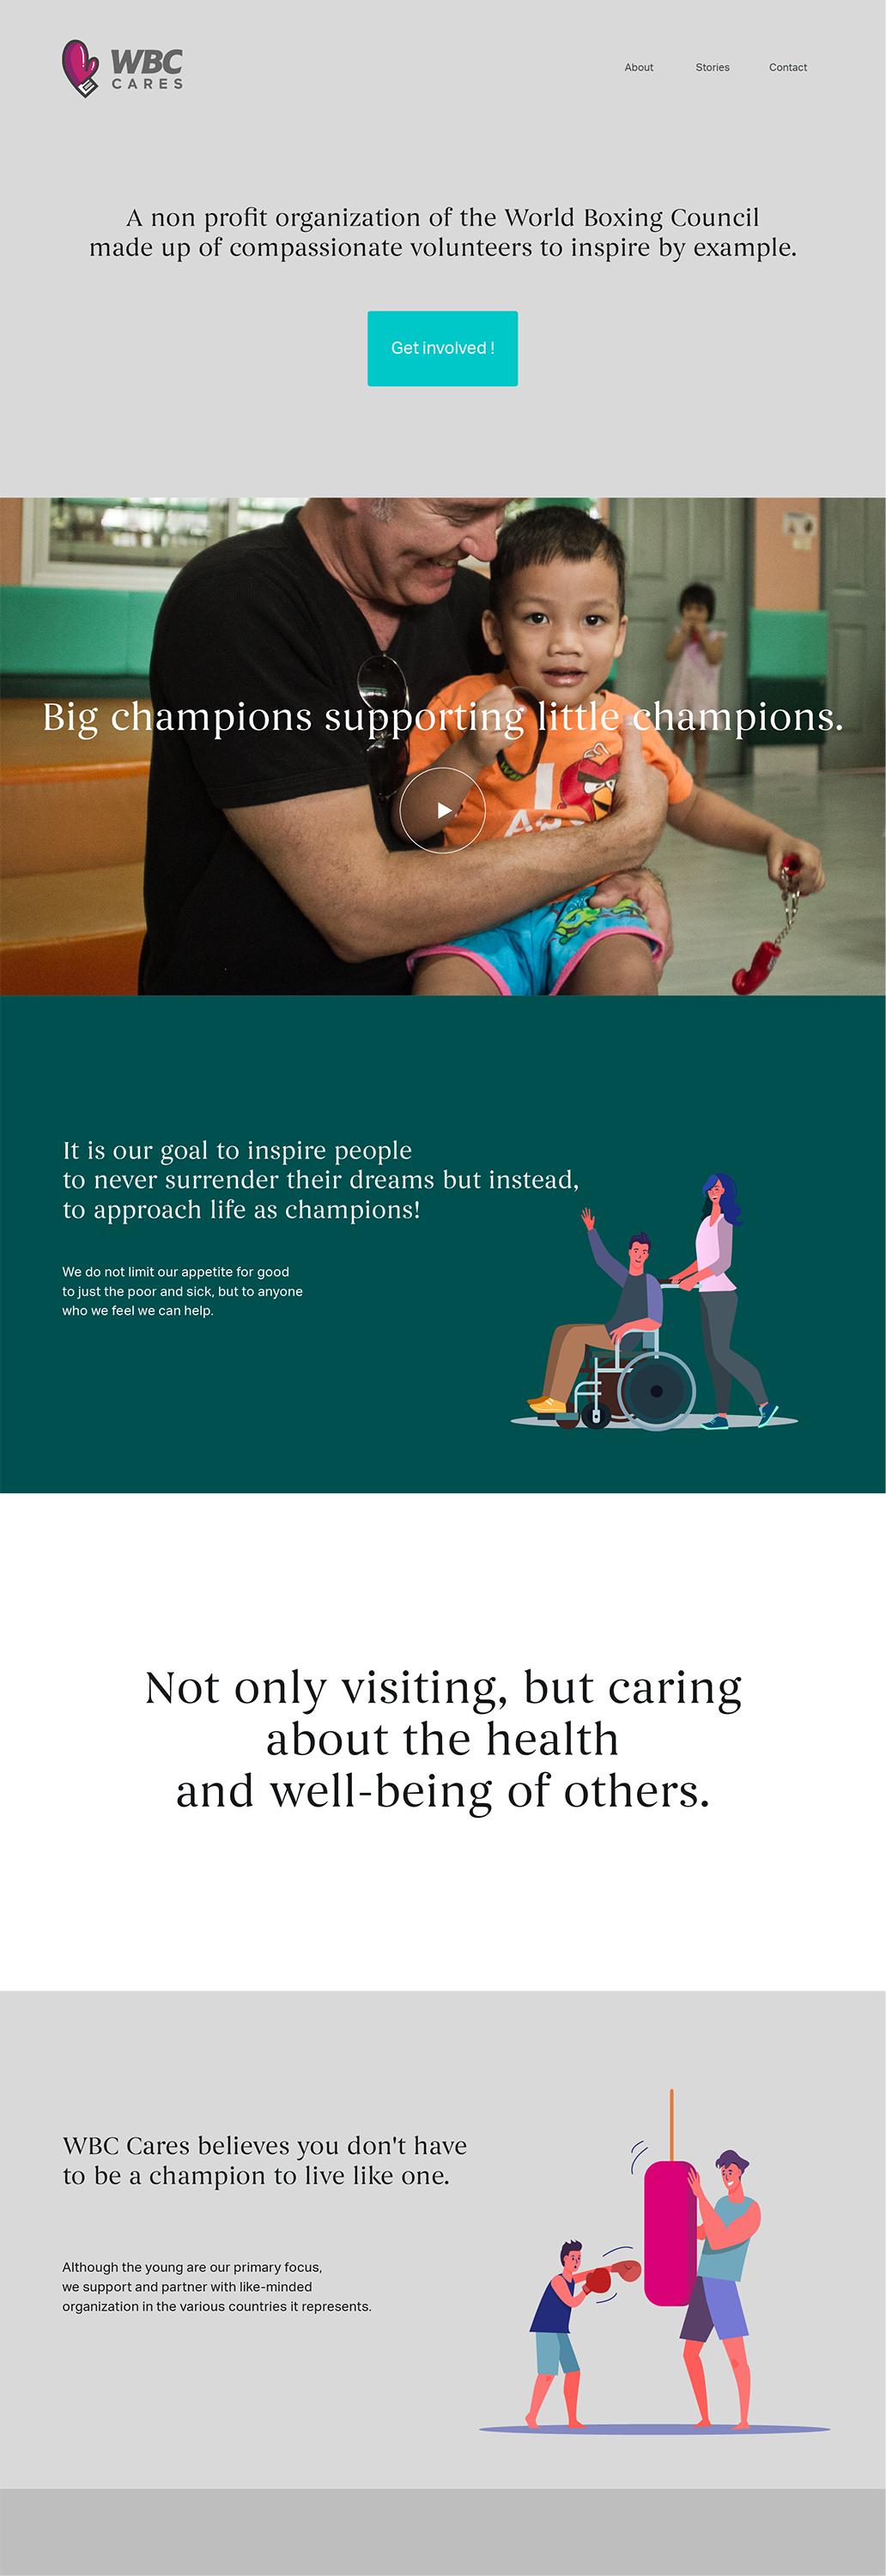 WBC
CARES
About Stories Contact
A non profit organization of the World Boxing Council
made up of compassionate volunteers to inspire by example.
Get involved !
Big champions supporting little champions.
It is our goal to inspire people
to never surrender their dreams but instead,
to approach life as champions!
We do not limit our appetite for good
to just the poor and sick, but to anyone
who we feel we can help.
Not only visiting, but caring
about the health
and well-being of others.
WBC Cares believes you don't have
to be a champion to live like one.
Although the young are our primary focus,
we support and partner with like-minded
organization in the various countries it represents.